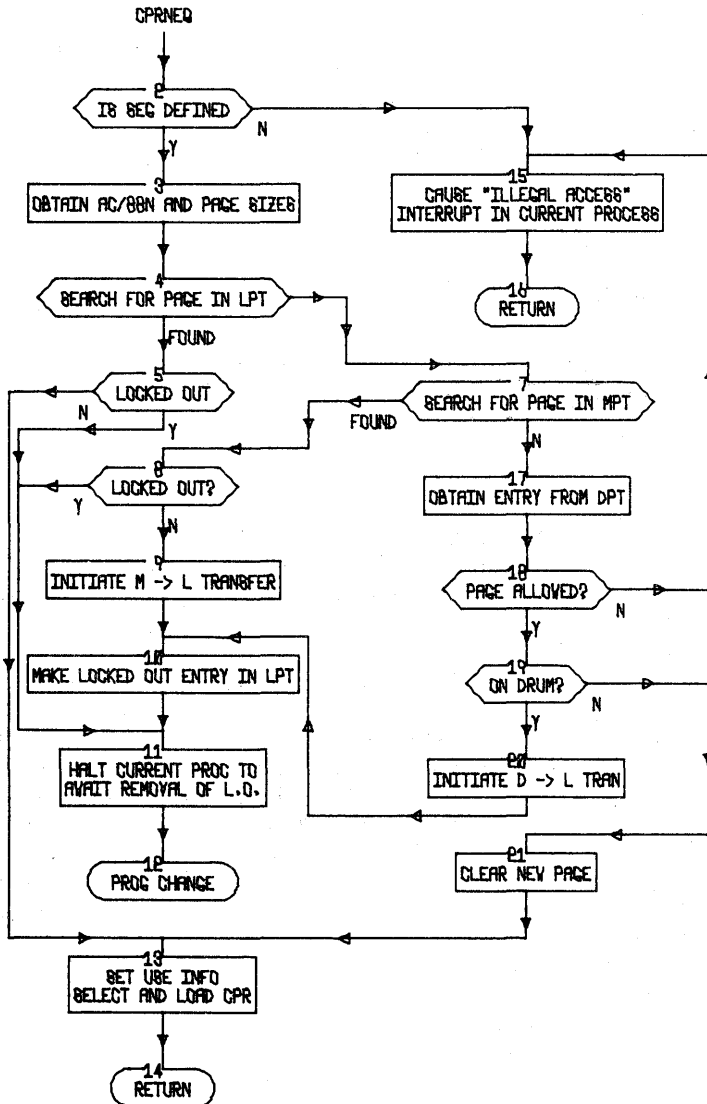 CPRNEQ
2
IS SEG DEFINED
N
Y
3
OBTAIN AC/SSN AND PAGE SIZES
15
CAUSE "ILLEGAL ACCESS"
INTERRUPT IN CURRENT PROCESS
4
SEARCH FOR PAGE IN LPT
16
RETURN
FOUND
5
LOCKED OUT
N
Y
7
SEARCH FOR PAGE IN MPT
FOUND
N
8
LOCKED OUT?
Y
N
17
OBTAIN ENTRY FROM DPT
9
INITIATE M -> L TRANSFER
18
PAGE ALLOWED?
N
Y
10
MAKE LOCKED OUT ENTRY IN LPT
19
ON DRUM?
N
Y
11
HALT CURRENT PROC TO
AWAIT REMOVAL OF L.O.
20
INITIATE D -> L TRAN
12
PROG CHANGE
21
CLEAR NEW PAGE
13
SET USE INFO
SELECT AND LOAD CPR
14
RETURN